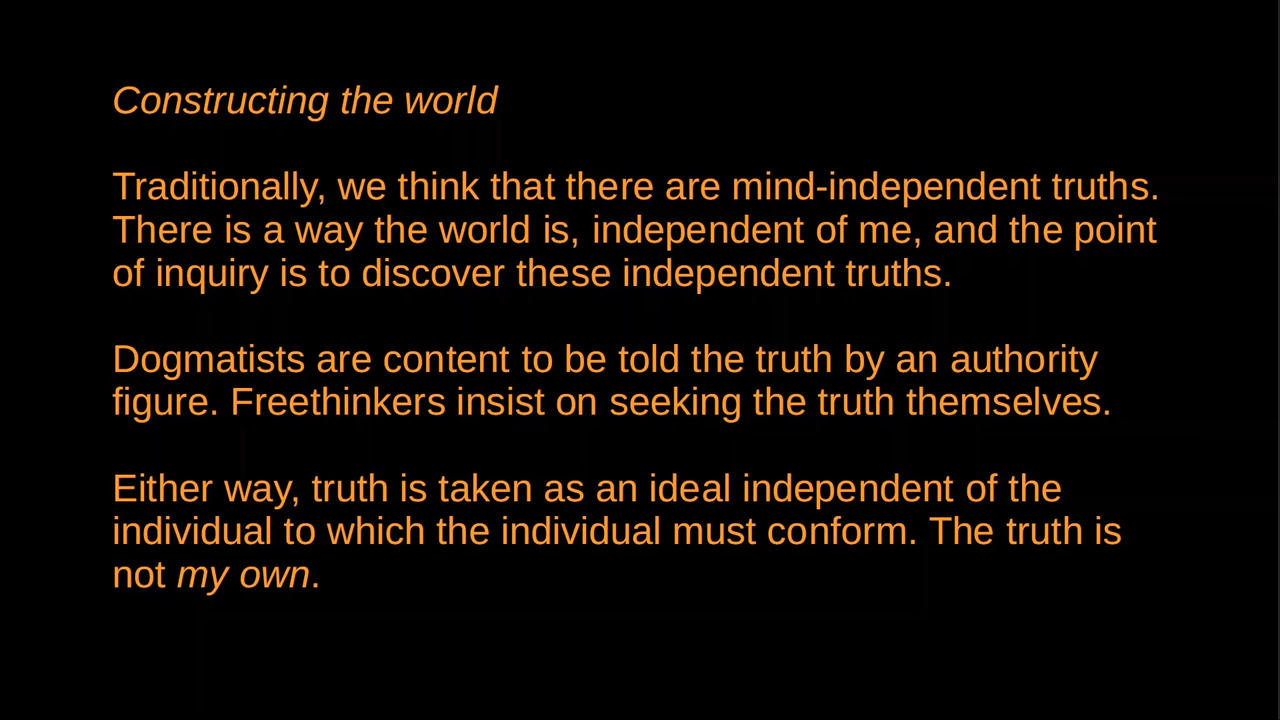 Constructing the world
Traditionally, we think that there are mind-independent truths.
There is a way the world is, independent of me, and the point
of inquiry is to discover these independent truths.
Dogmatists are content to be told the truth by an authority
figure. Freethinkers insist on seeking the truth themselves.
Either way, truth is taken as an ideal independent of the
individual to which the individual must conform. The truth is
not my own.